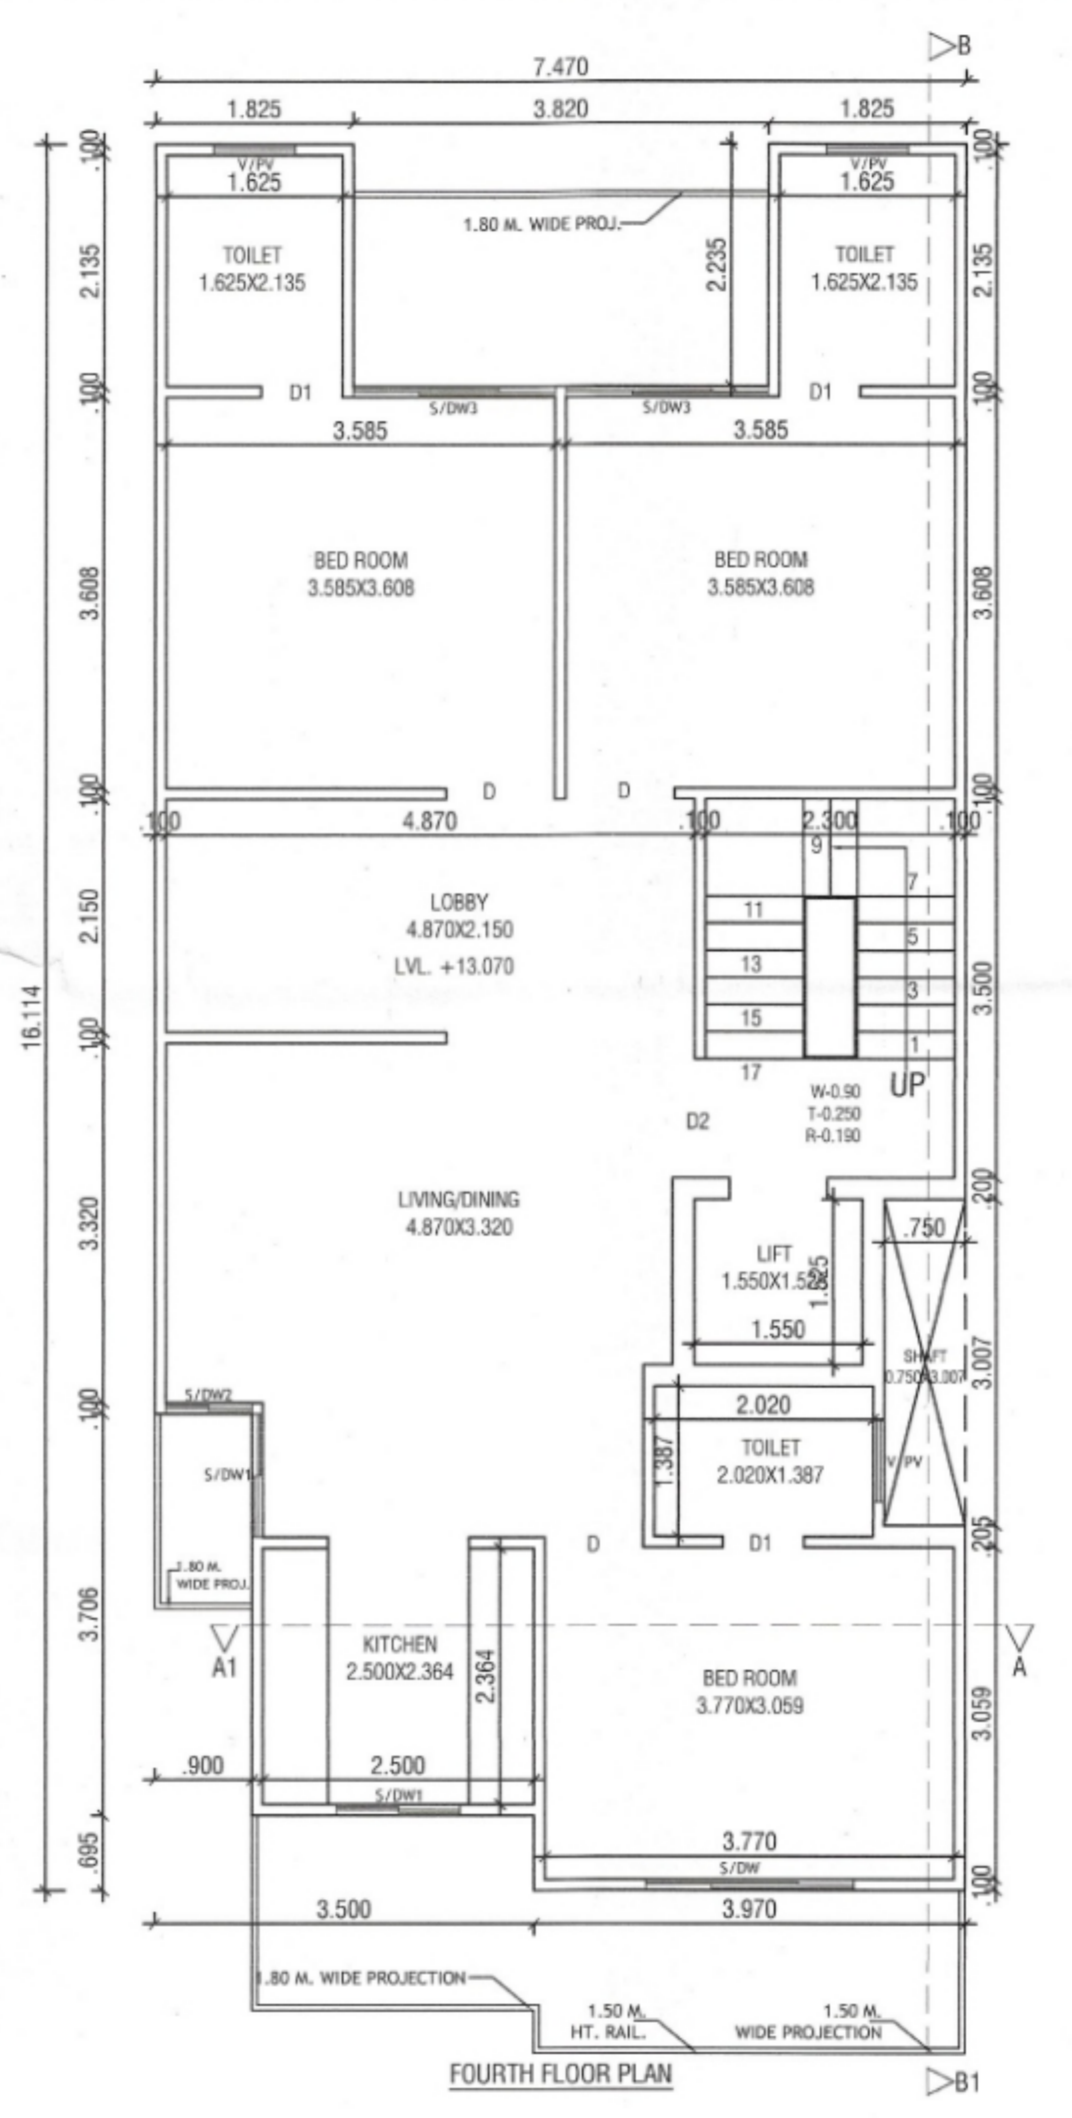 B
7.470
1.825 3.820 1.825
.100 .100
V/PV V/PV
1.625 1.625
1.80 M. WIDE PROJ.
TOILET TOILET
1.625X2.135 1.625X2.135
2.135 2.235 2.135
.100 D1 D1 .100
S/DW3 S/DW3
3.585 3.585
BED ROOM BED ROOM
3.585X3.608 3.585X3.608
3.608 3.608
.100 D D .100
.100 4.870 .100 2.300 .100
9
7
LOBBY 11
4.870X2.150
2.150 5
LVL. +13.070 13
3 3.500
15
16.114
.100 1
17
UP
W-0.90
T-0.250
R-0.190
D2
.200
LIVING/DINING
4.870X3.320
3.320
.750
LIFT
1.550X1.525
1.525
1.550
SHAFT
0.750X3.007
3.007
S/DW2
.100
2.020
TOILET
2.020X1.387
1.387
V/PV
S/DW1
.205
D D1
1.80 M.
WIDE PROJ.
3.706
KITCHEN
2.500X2.364
2.364
A1 A
BED ROOM
3.770X3.059
3.059
.900 2.500
S/DW1
3.770
S/DW
.695
.100
3.500 3.970
1.80 M. WIDE PROJECTION
1.50 M. 1.50 M.
HT. RAIL. WIDE PROJECTION
FOURTH FLOOR PLAN
B1